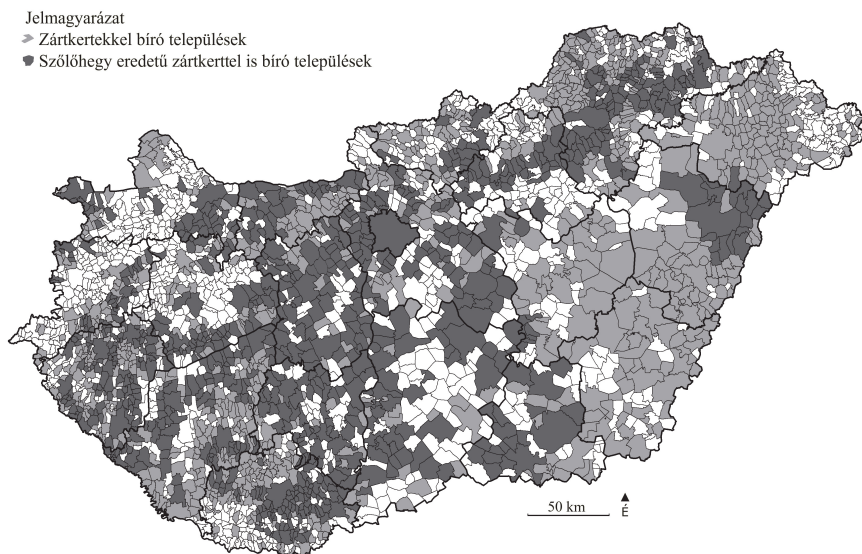 Jelmagyarázat
Zártkertekkel bíró települések
Szőlőhegy eredetű zártkerttel is bíró települések
50 km
É